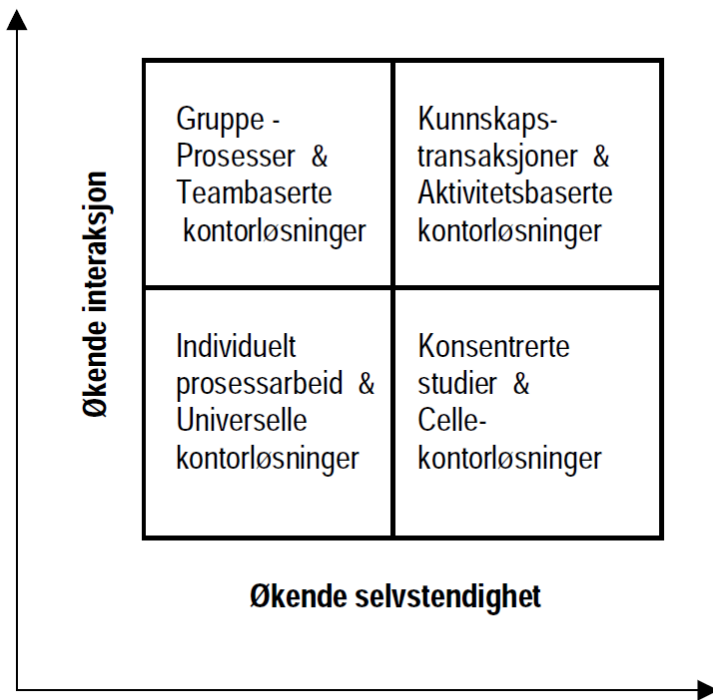 Økende interaksjon
Gruppe -
Prosesser &
Teambaserte
kontorløsninger
Kunnskaps-
transaksjoner &
Aktivitetsbaserte
kontorløsninger
Individuelt
prosessarbeid &
Universelle
kontorløsninger
Konsentrerte
studier &
Celle-
kontorløsninger
Økende selvstendighet